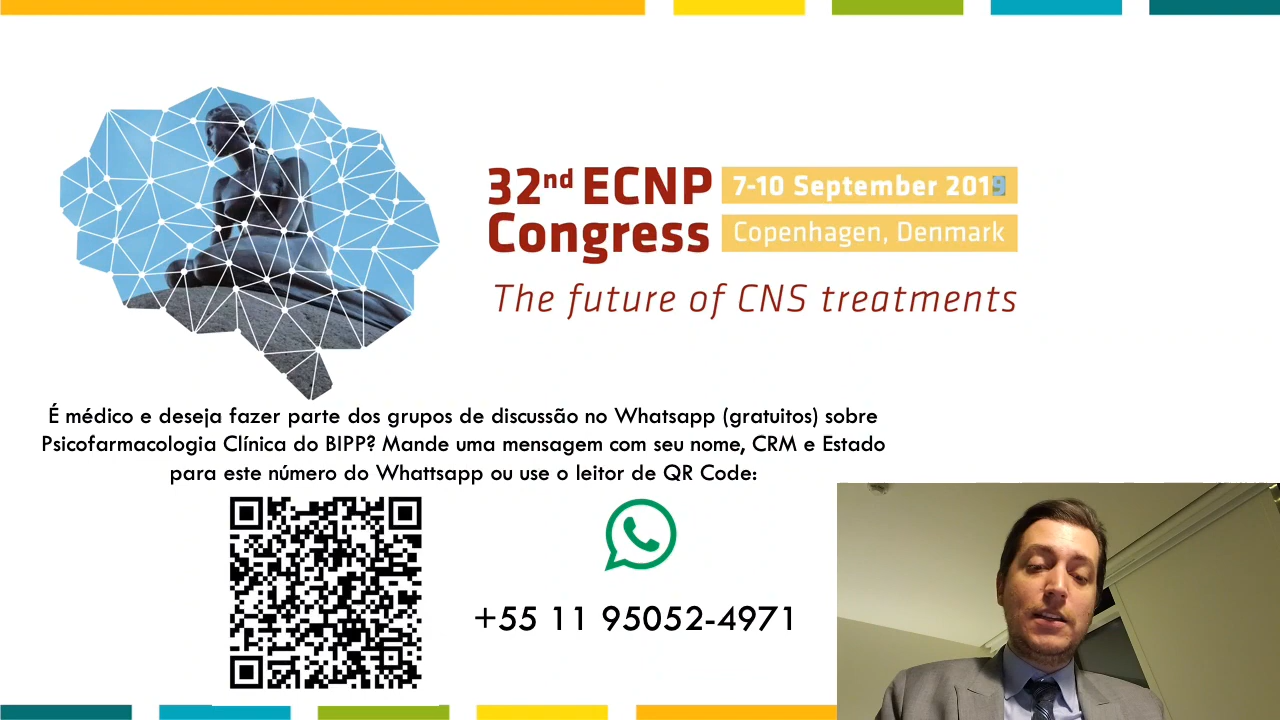 32nd ECNP
Congress
7-10 September 2019
Copenhagen, Denmark
The future of CNS treatments
É médico e deseja fazer parte dos grupos de discussão no Whatsapp (gratuitos) sobre
Psicofarmacologia Clínica do BIPP? Mande uma mensagem com seu nome, CRM e Estado
para este número do Whattsapp ou use o leitor de QR Code:
+55 11 95052-4971